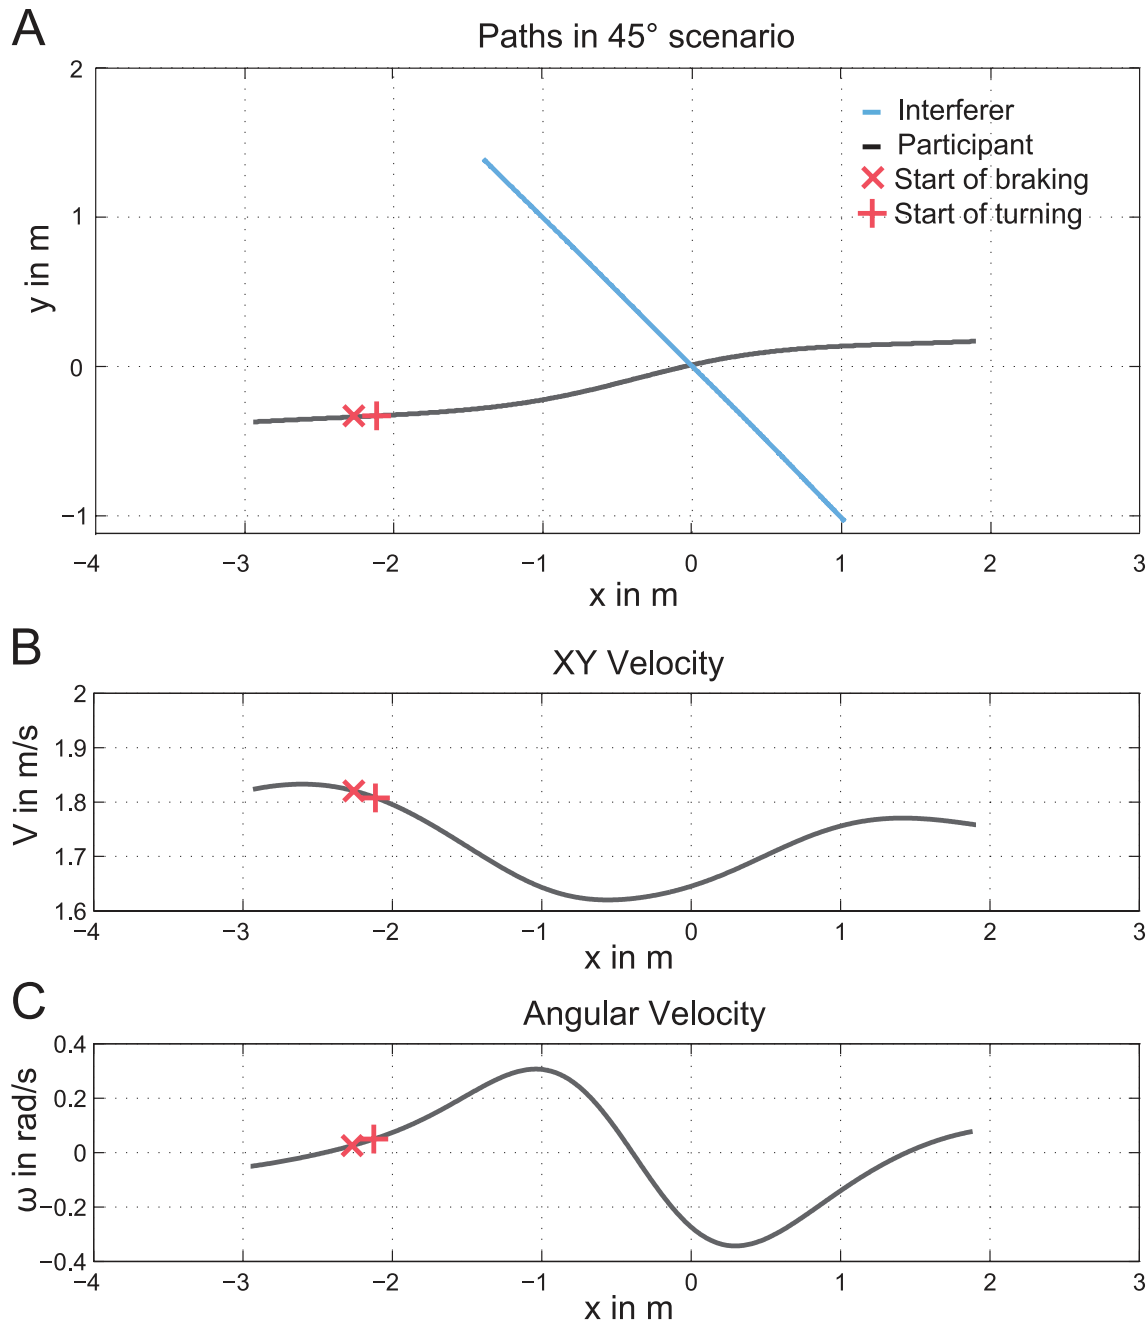 A
Paths in 45° scenario
2
1
0
−1
y in m
Interferer
Participant
Start of braking
Start of turning
−4 −3 −2 −1 0 1 2 3
x in m
B
XY Velocity
2
1.9
1.8
1.7
1.6
V in m/s
−4 −3 −2 −1 0 1 2 3
x in m
C
Angular Velocity
0.4
0.2
0
−0.2
−0.4
ω in rad/s
−4 −3 −2 −1 0 1 2 3
x in m